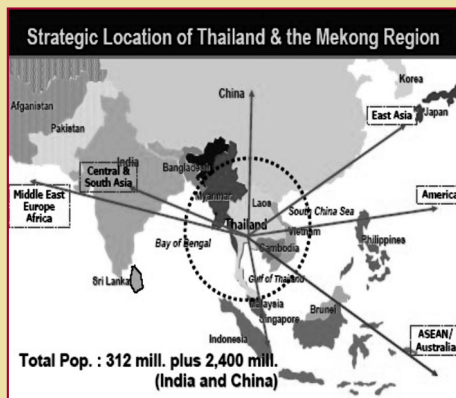 Strategic Location of Thailand & the Mekong Region
Korea
China
Japan
Afganistan
East Asia
Pakistan
India
Central &
South Asia
Bangladesh
Myanmar
Laos
Middle East
Europe
Africa
America
South China Sea
Thailand
Vietnam
Philippines
Bay of Bengal
Cambodia
Sri Lanka
Gulf of Thailand
Malaysia
Brunei
Singapore
ASEAN/
Australia
Indonesia
Total Pop. : 312 mill. plus 2,400 mill.
(India and China)